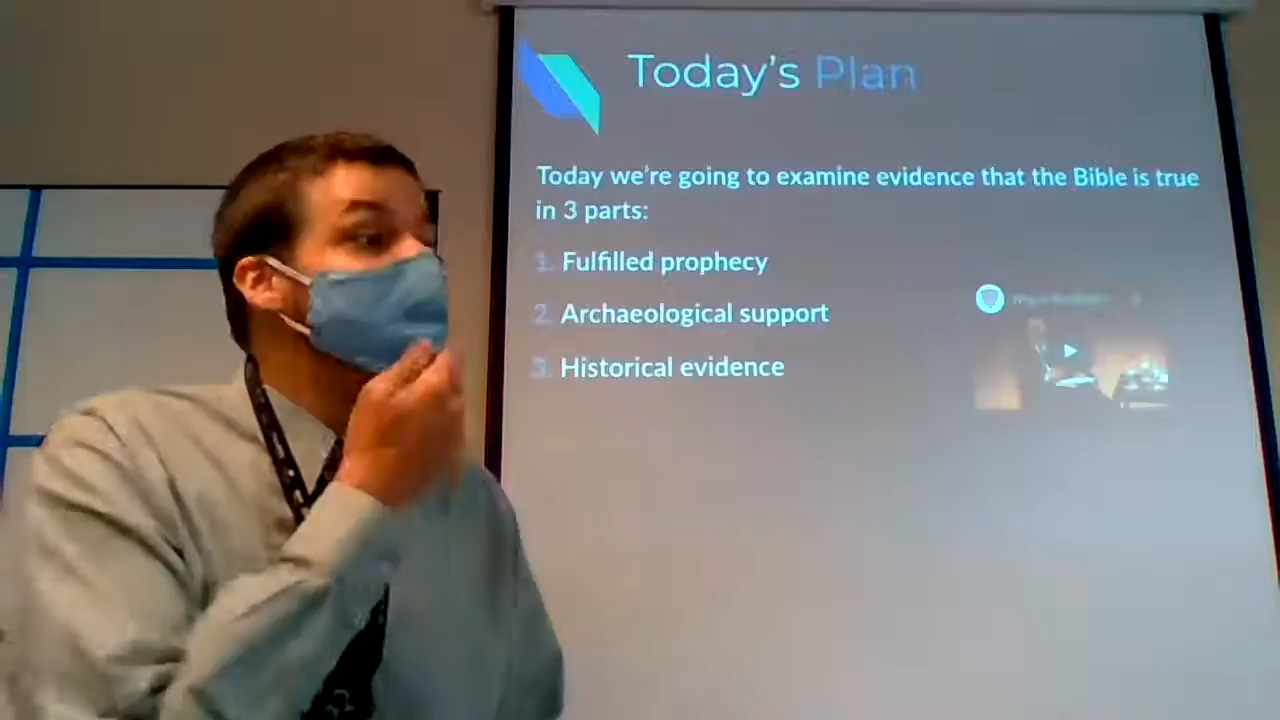 Today's Plan
Today we're going to examine evidence that the Bible is true
in 3 parts:
1. Fulfilled prophecy
2. Archaeological support
3. Historical evidence